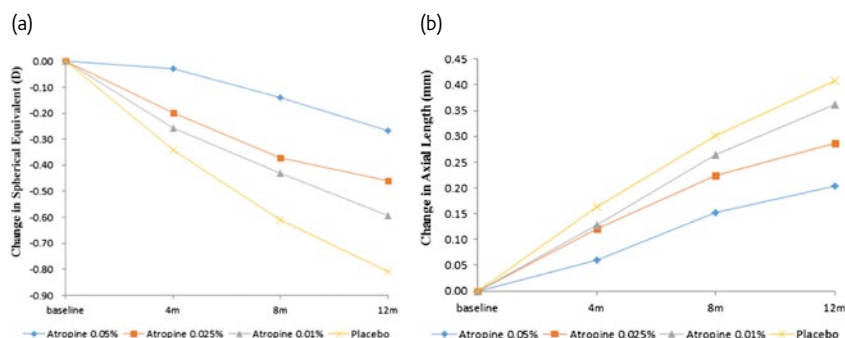 (a)
(b)
Change in Spherical Equivalent (D)
0.00
-0.10
-0.20
-0.30
-0.40
-0.50
-0.60
-0.70
-0.80
-0.90
baseline 4m 8m 12m
Atropine 0.05% Atropine 0.025% Atropine 0.01% Placebo
Change in Axial Length (mm)
0.45
0.40
0.35
0.30
0.25
0.20
0.15
0.10
0.05
0.00
baseline 4m 8m 12m
Atropine 0.05% Atropine 0.025% Atropine 0.01% Placebo